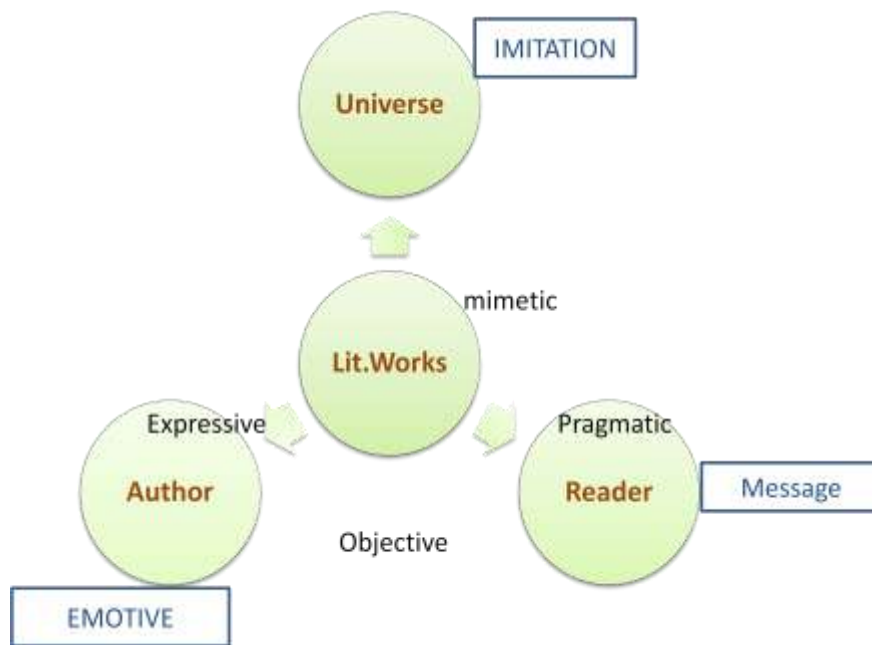 IMITATION
Universe
mimetic
Lit.Works
Expressive
Pragmatic
Author
Reader
Message
Objective
EMOTIVE